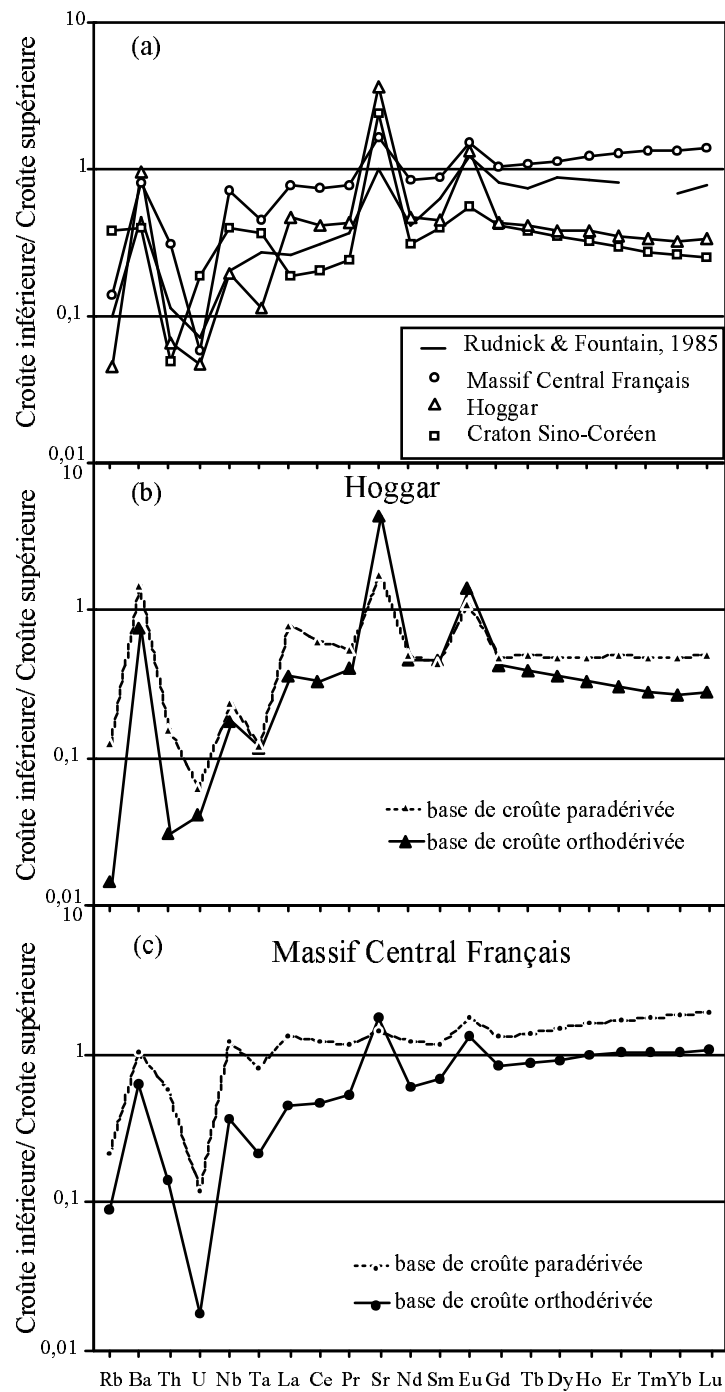 10
(a)
Croûte inférieure/ Croûte supérieure
1
0,1
0,01
Rudnick & Fountain, 1985
Massif Central Français
Hoggar
Craton Sino-Coréen
10
(b)
Hoggar
Croûte inférieure/ Croûte supérieure
1
0,1
0,01
base de croûte paradérivée
base de croûte orthodérivée
10
(c)
Massif Central Français
Croûte inférieure/ Croûte supérieure
1
0,1
0,01
base de croûte paradérivée
base de croûte orthodérivée
Rb Ba Th U Nb Ta La Ce Pr Sr Nd Sm Eu Gd Tb Dy Ho Er Tm Yb Lu